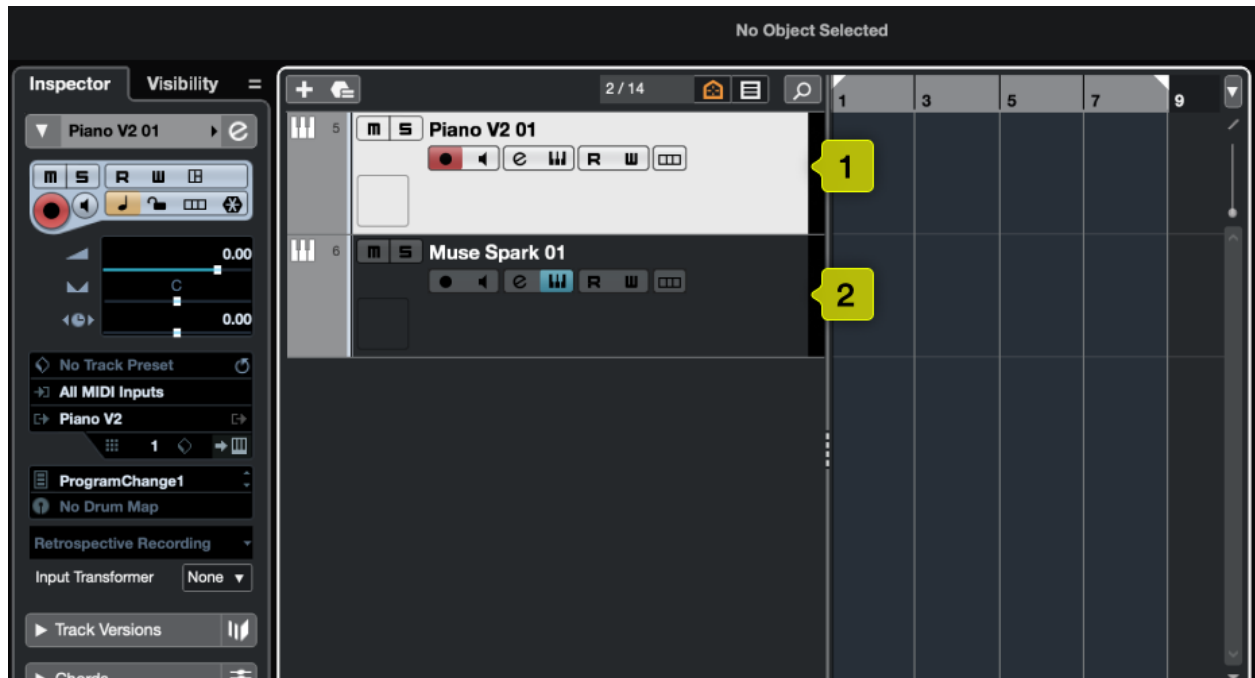 No Object Selected
Inspector Visibility
Piano V2 01 e
m S R W
0.00
C
0.00
No Track Preset
All MIDI Inputs
Piano V2
1
ProgramChange1
No Drum Map
Retrospective Recording
Input Transformer None
Track Versions
Chords
2 / 14
1 3 5 7 9
5 m S Piano V2 01
e R W
1
6 m S Muse Spark 01
e R W
2